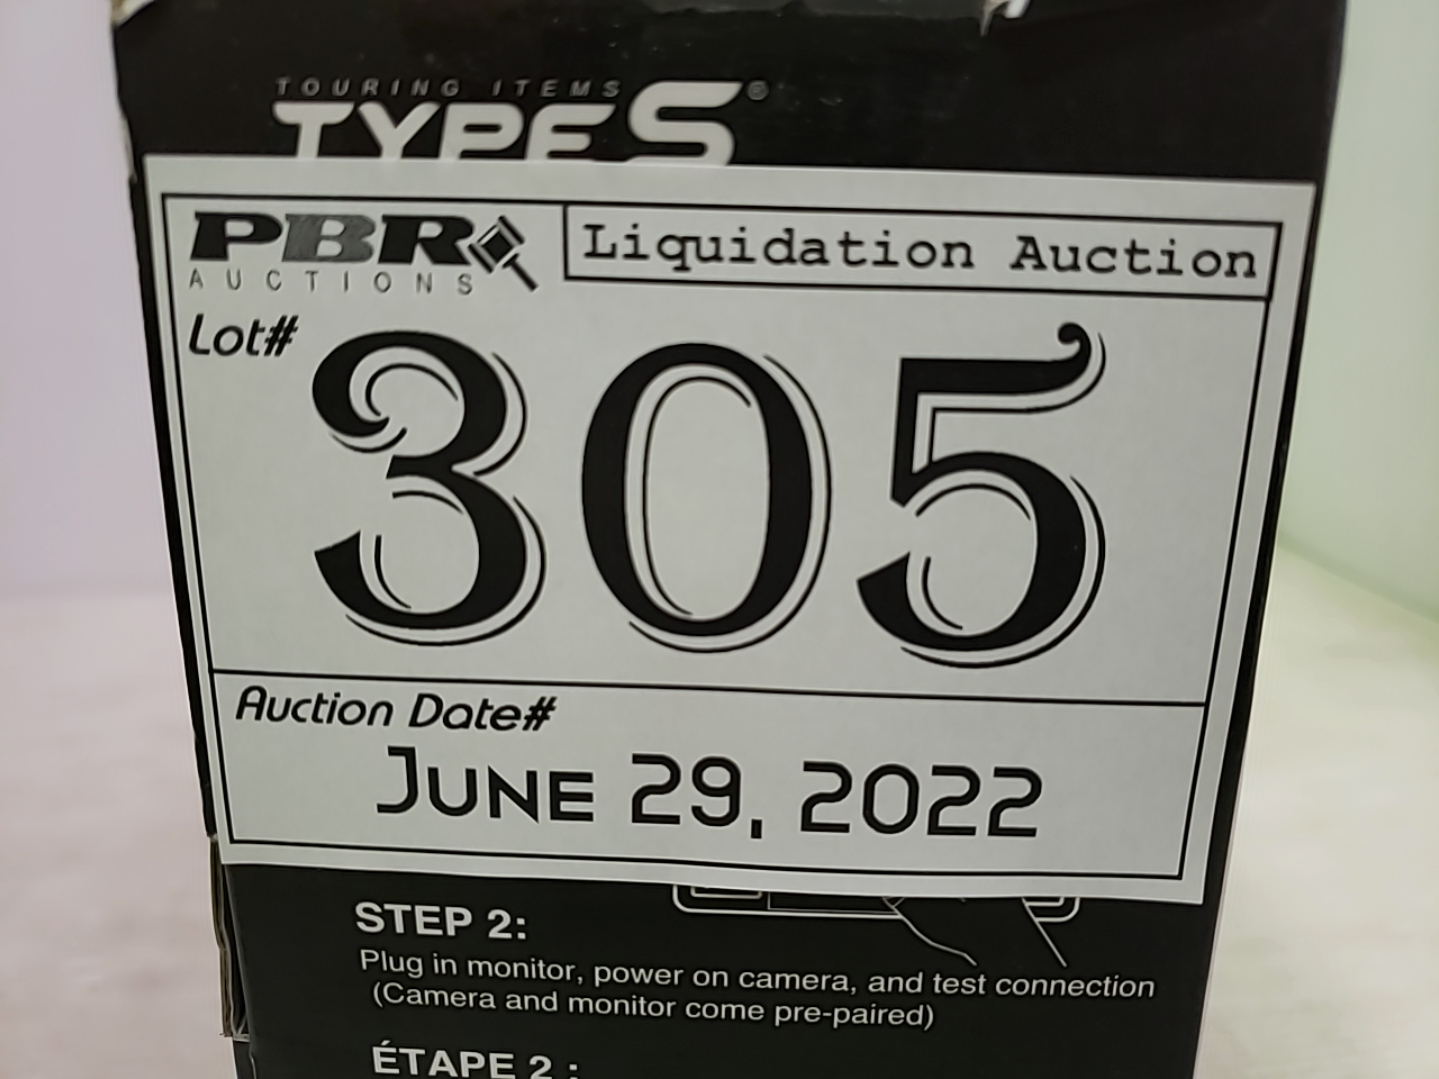 TOURING ITEMS
TYPE S®
PBR
AUCTIONS
Liquidation Auction
Lot#
305
Auction Date#
JUNE 29, 2022
STEP 2:
Plug in monitor, power on camera, and test connection
(Camera and monitor come pre-paired)
ÉTAPE 2 :